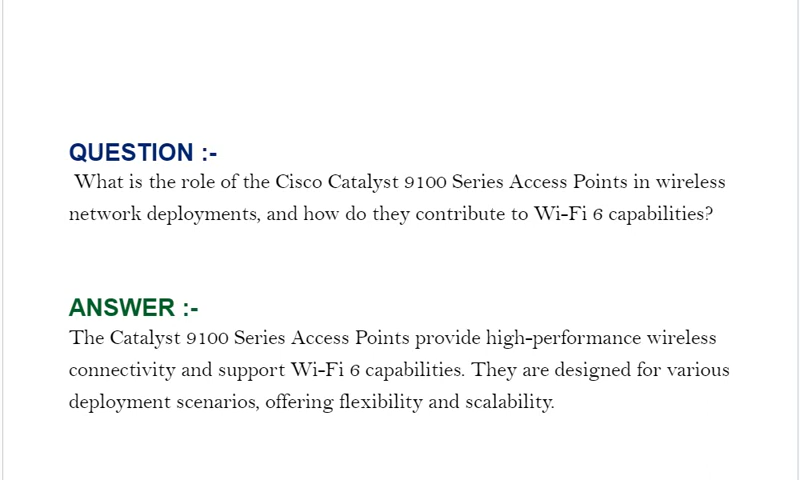 QUESTION :-
What is the role of the Cisco Catalyst 9100 Series Access Points in wireless
network deployments, and how do they contribute to Wi-Fi 6 capabilities?
ANSWER :-
The Catalyst 9100 Series Access Points provide high-performance wireless
connectivity and support Wi-Fi 6 capabilities. They are designed for various
deployment scenarios, offering flexibility and scalability.